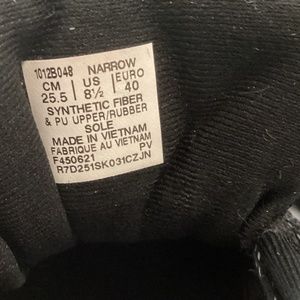 1012B048 NARROW
CM US EURO
25.5 8½ 40
SYNTHETIC FIBER
& PU UPPER/RUBBER
SOLE
MADE IN VIETNAM
FABRIQUE AU VIETNAM
F450621 PV
R7D251SK031CZJN